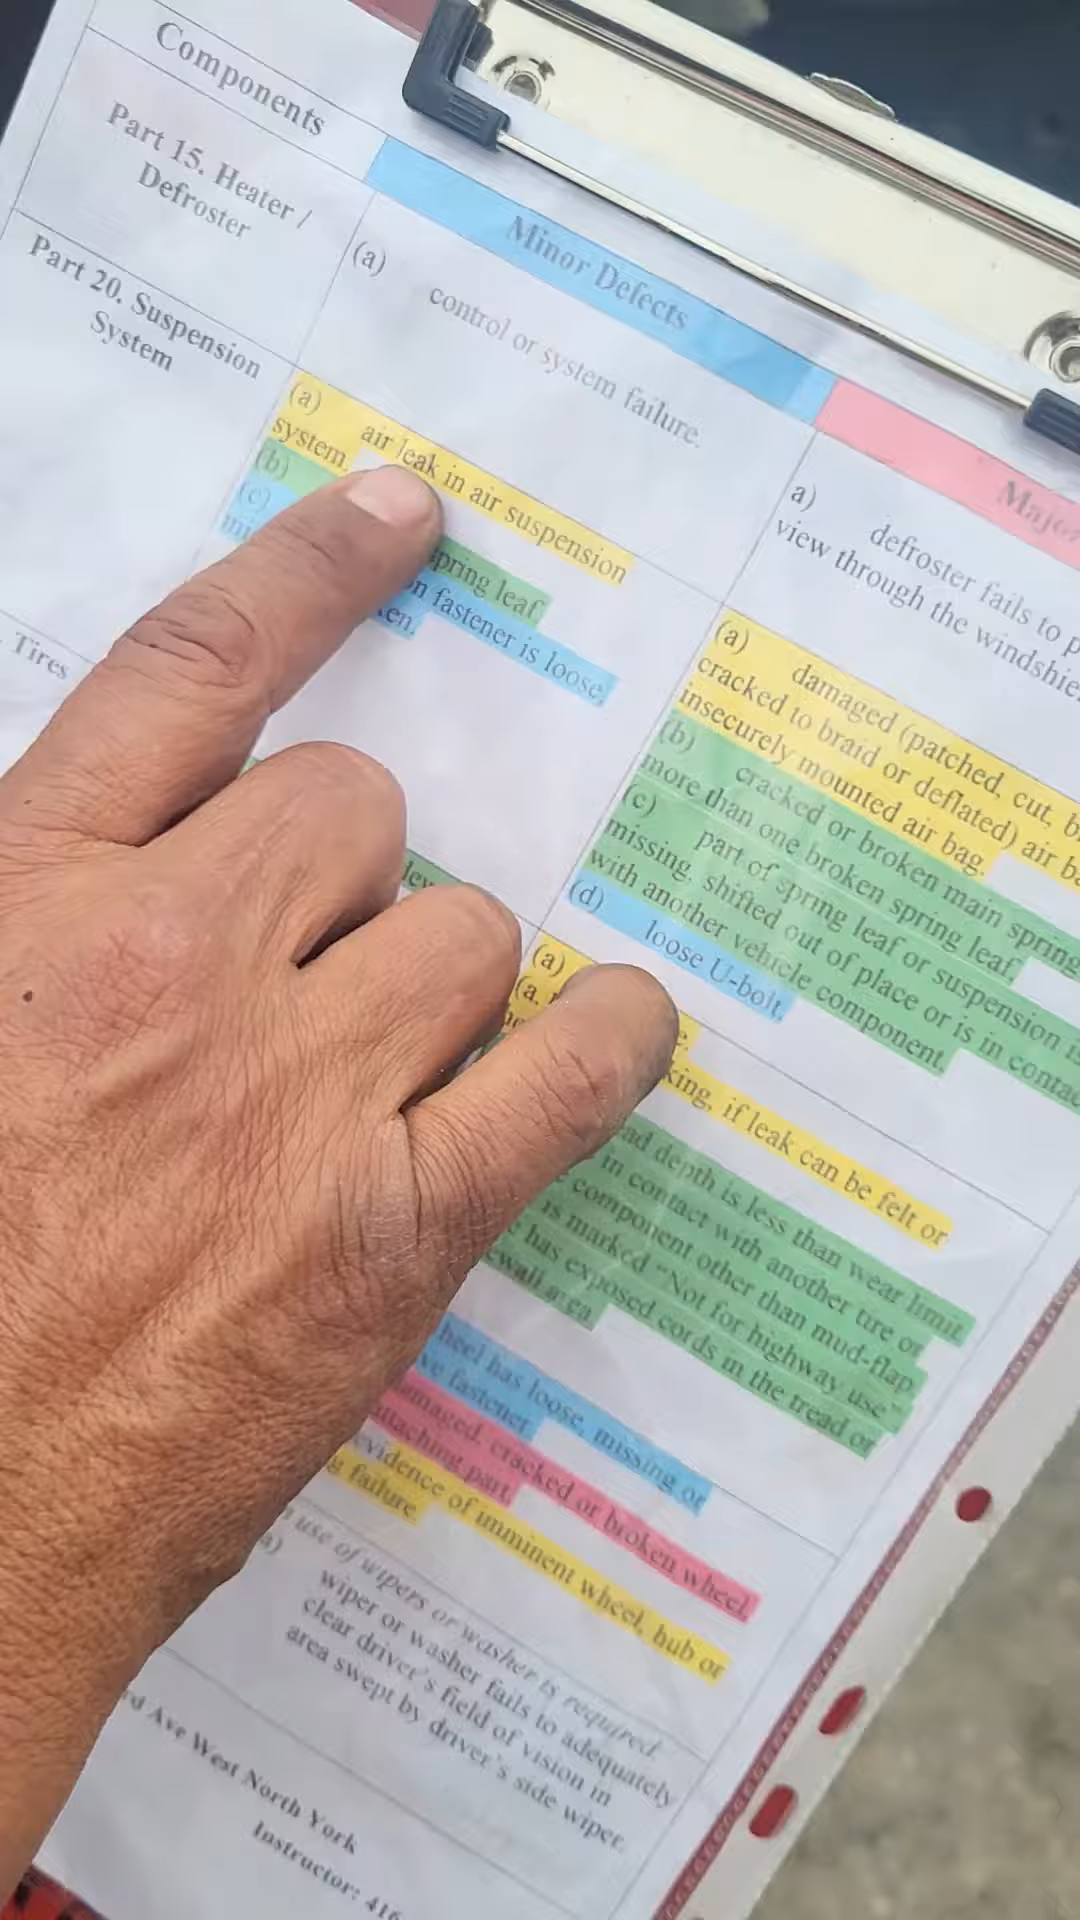 Components
Minor Defects
Major
Part 15. Heater /
Defroster
(a) control or system failure.
a) defroster fails to p
view through the windshie
Part 20. Suspension
System
(a) air leak in air suspension
system.
(b) spring leaf
(c) fastener is loose,
(a) damaged (patched, cut, b
cracked to braid or deflated) air ba
insecurely mounted air bag.
(b) cracked or broken main spring
more than one broken spring leaf.
(c) part of spring leaf or suspension is
missing, shifted out of place or is in contac
with another vehicle component.
(d) loose U-bolt.
Tires
(a)
(a.
king, if leak can be felt or
depth is less than wear limit.
in contact with another tire or
component other than mud-flap.
is marked "Not for highway use"
has exposed cords in the tread or
area.
heel has loose, missing or
fastener.
damaged, cracked or broken wheel,
attaching part.
evidence of imminent wheel, hub or
failure.
use of wipers or washer is required:
wiper or washer fails to adequately
clear driver's field of vision in
area swept by driver's side wiper.
rd Ave West North York
Instructor: 416